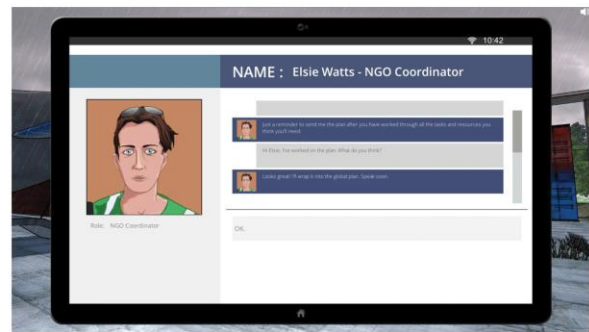 10:42
NAME : Elsie Watts - NGO Coordinator
Just a reminder to send me the plan after you have worked through all the tasks and resources you
think you'll need.
Hi Elsie, I've worked on the plan. What do you think?
Looks great! I'll wrap it into the global plan. Speak soon.
Role: NGO Coordinator
OK.